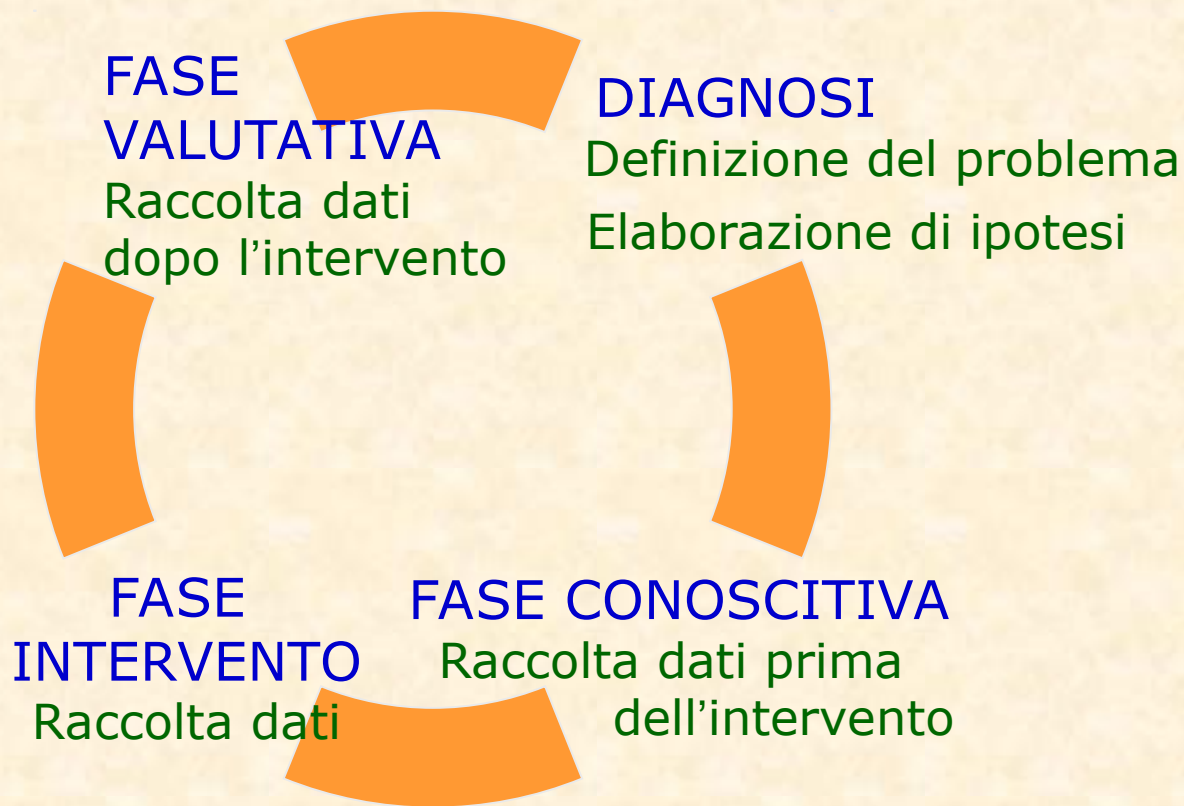 FASE
VALUTATIVA
Raccolta dati
dopo l’intervento
DIAGNOSI
Definizione del problema
Elaborazione di ipotesi
FASE
INTERVENTO
Raccolta dati
FASE CONOSCITIVA
Raccolta dati prima
dell’intervento